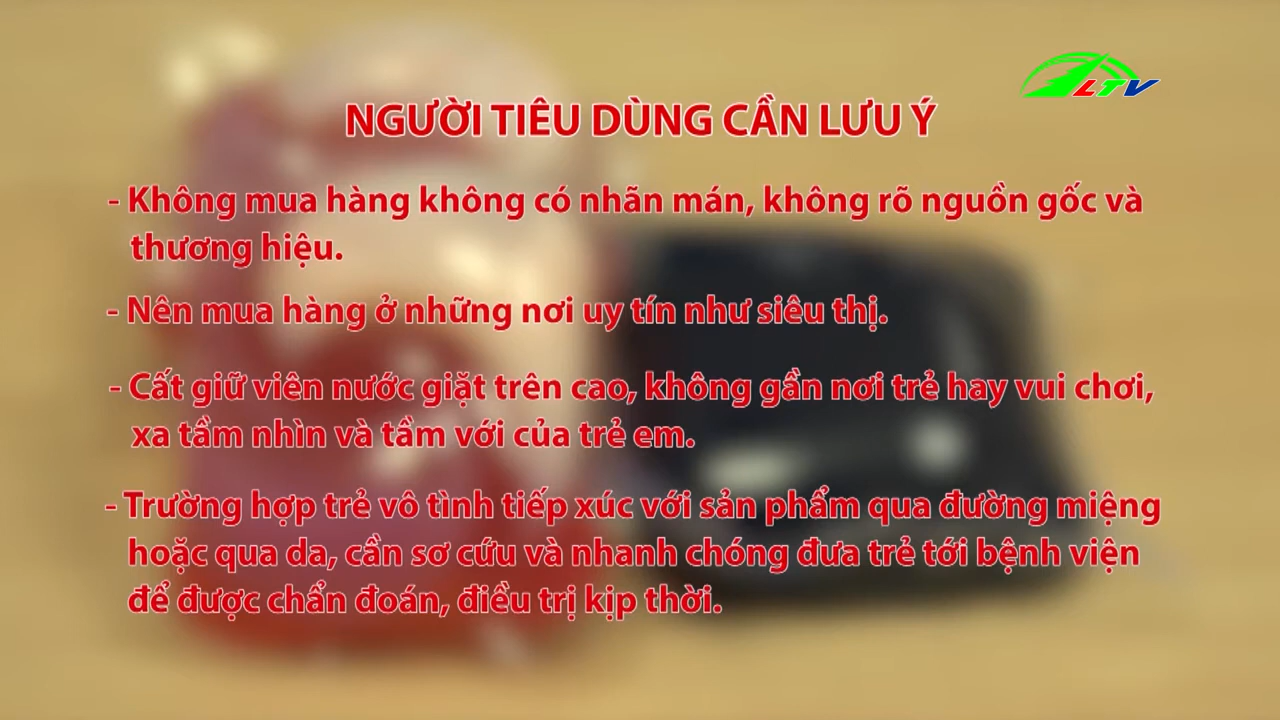 LTV
NGƯỜI TIÊU DÙNG CẦN LƯU Ý
- Không mua hàng không có nhãn mán, không rõ nguồn gốc và
thương hiệu.
- Nên mua hàng ở những nơi uy tín như siêu thị.
- Cất giữ viên nước giặt trên cao, không gần nơi trẻ hay vui chơi,
xa tầm nhìn và tầm với của trẻ em.
- Trường hợp trẻ vô tình tiếp xúc với sản phẩm qua đường miệng
hoặc qua da, cần sơ cứu và nhanh chóng đưa trẻ tới bệnh viện
để được chẩn đoán, điều trị kịp thời.